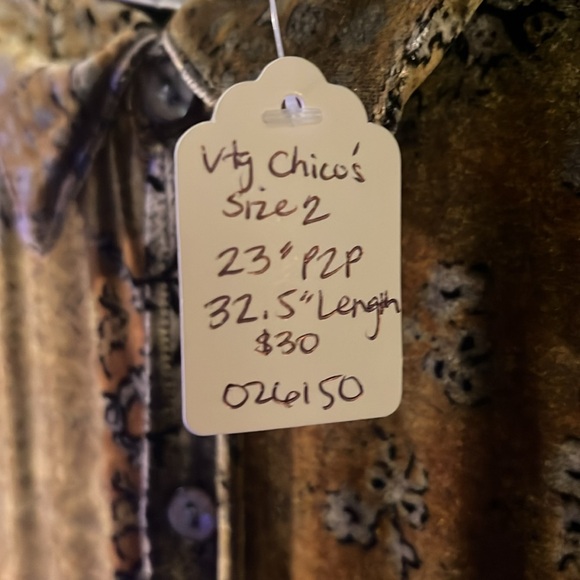 Vtg Chico's
Size 2
23" P2P
32.5" Length
$30
026150